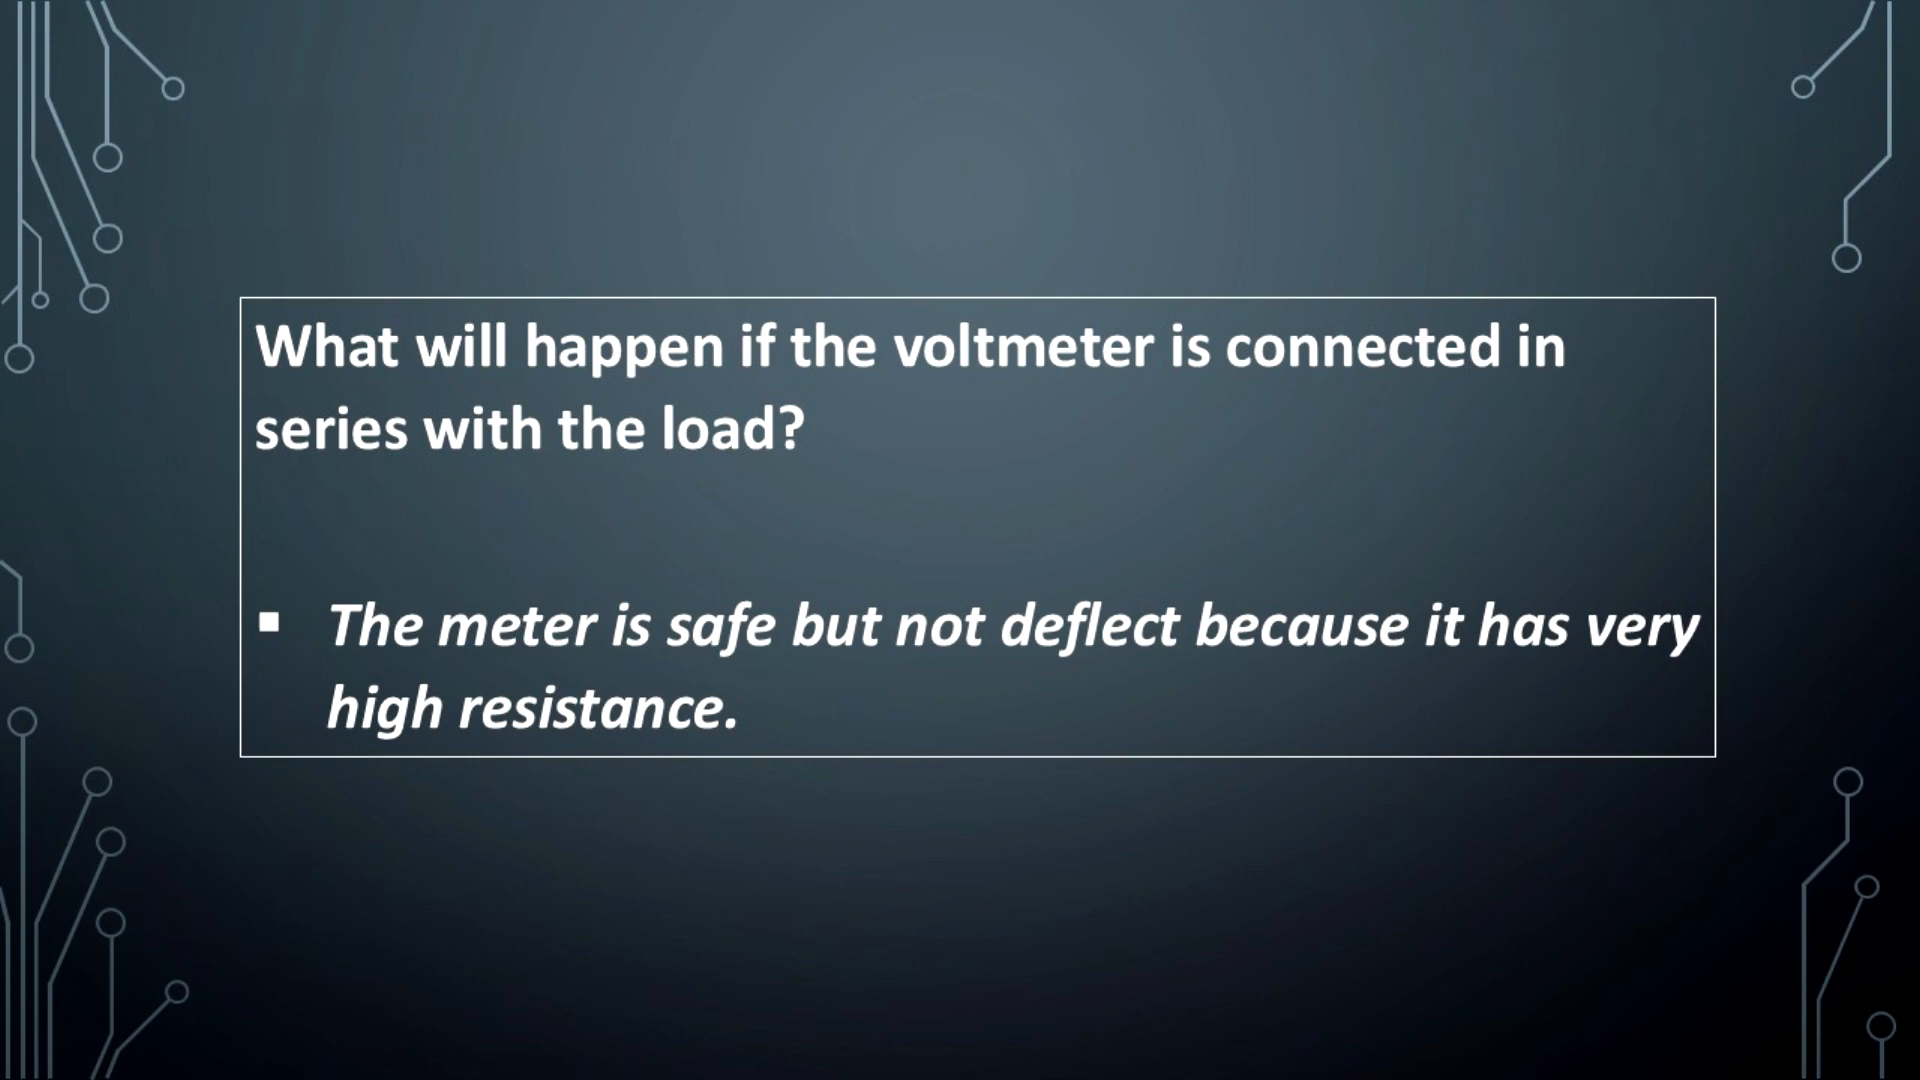 What will happen if the voltmeter is connected in
series with the load?
▪ The meter is safe but not deflect because it has very
high resistance.